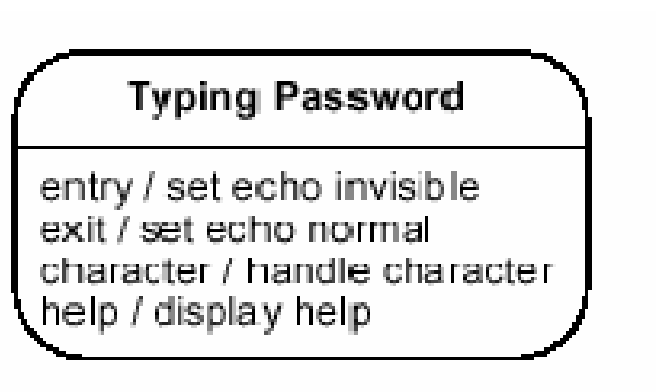 Typing Password
entry / set echo invisible
exit / set echo normal
character / handle character
help / display help